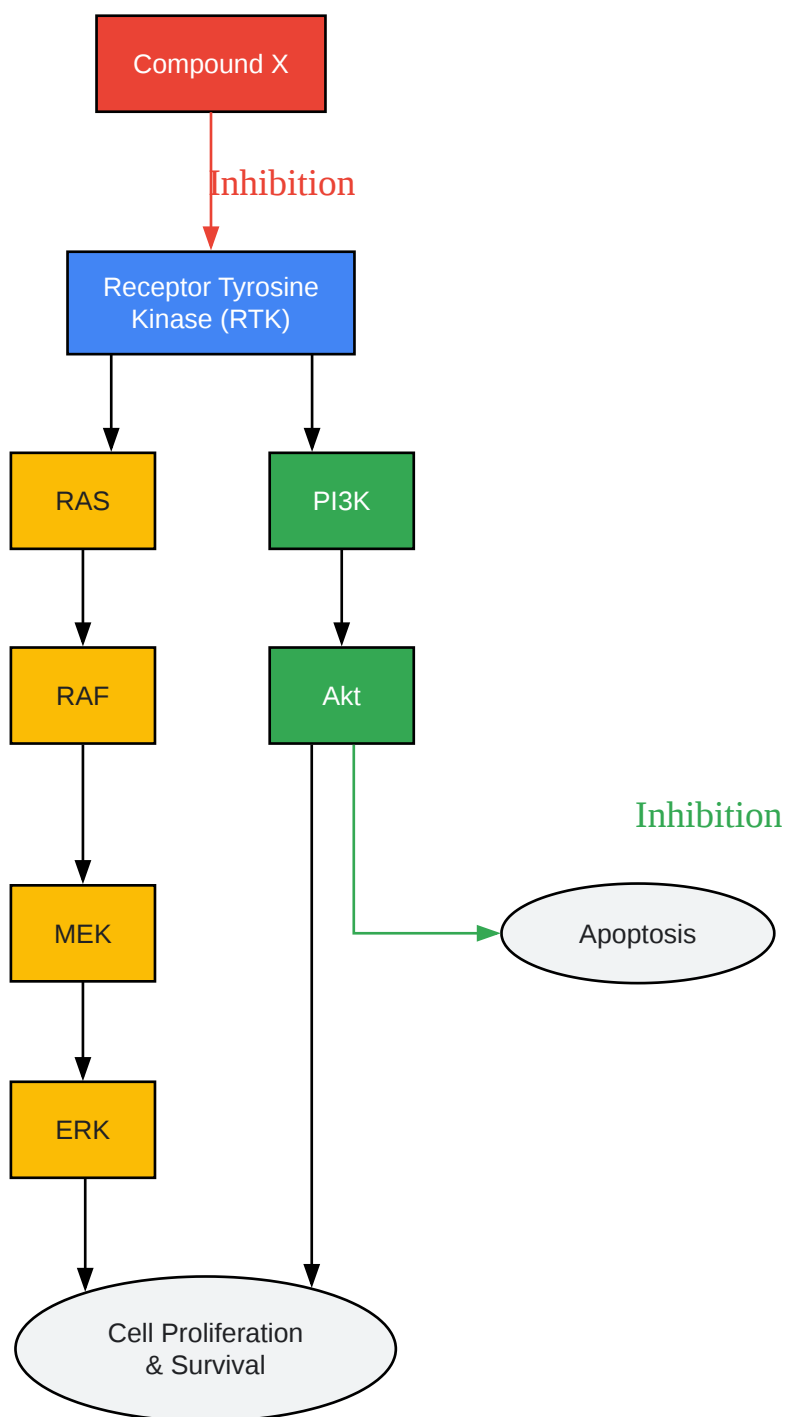 Compound X
Inhibition
Receptor Tyrosine
Kinase (RTK)
RAS
PI3K
RAF
Akt
Inhibition
MEK
Apoptosis
ERK
Cell Proliferation
& Survival